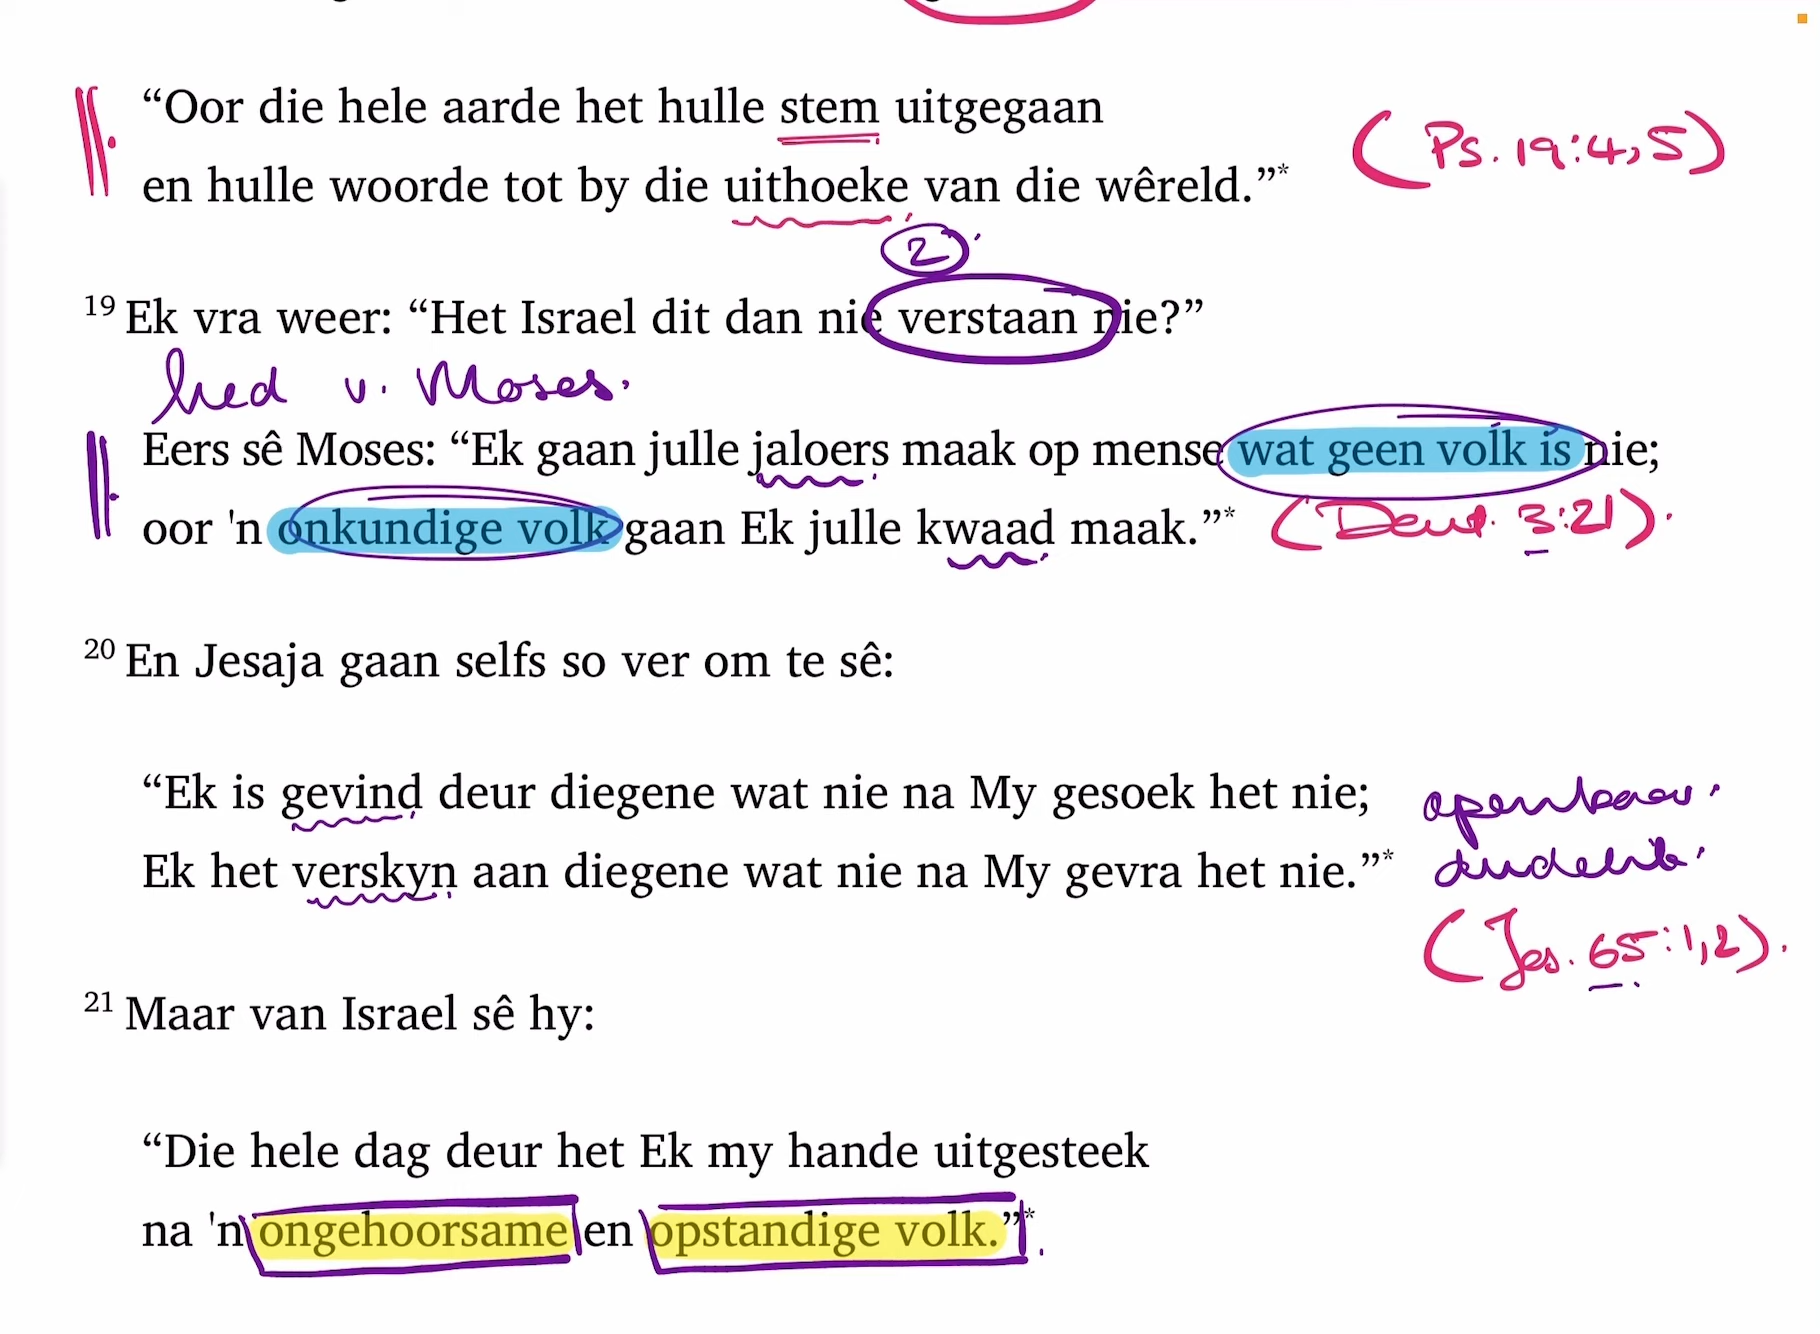 “Oor die hele aarde het hulle stem uitgegaan
(Ps. 19:4,5)
en hulle woorde tot by die uithoeke van die wêreld.”*
2
19 Ek vra weer: “Het Israel dit dan nie verstaan nie?”
lied v. Moses.
Eers sê Moses: “Ek gaan julle jaloers maak op mense wat geen volk is nie;
oor 'n onkundige volk gaan Ek julle kwaad maak.”* (Deut. 3:21).
20 En Jesaja gaan selfs so ver om te sê:
“Ek is gevind deur diegene wat nie na My gesoek het nie; openbaar.
Ek het verskyn aan diegene wat nie na My gevra het nie.”* duidelik.
(Jes. 65:1,2).
21 Maar van Israel sê hy:
“Die hele dag deur het Ek my hande uitgesteek
na 'n ongehoorsame en opstandige volk.”*